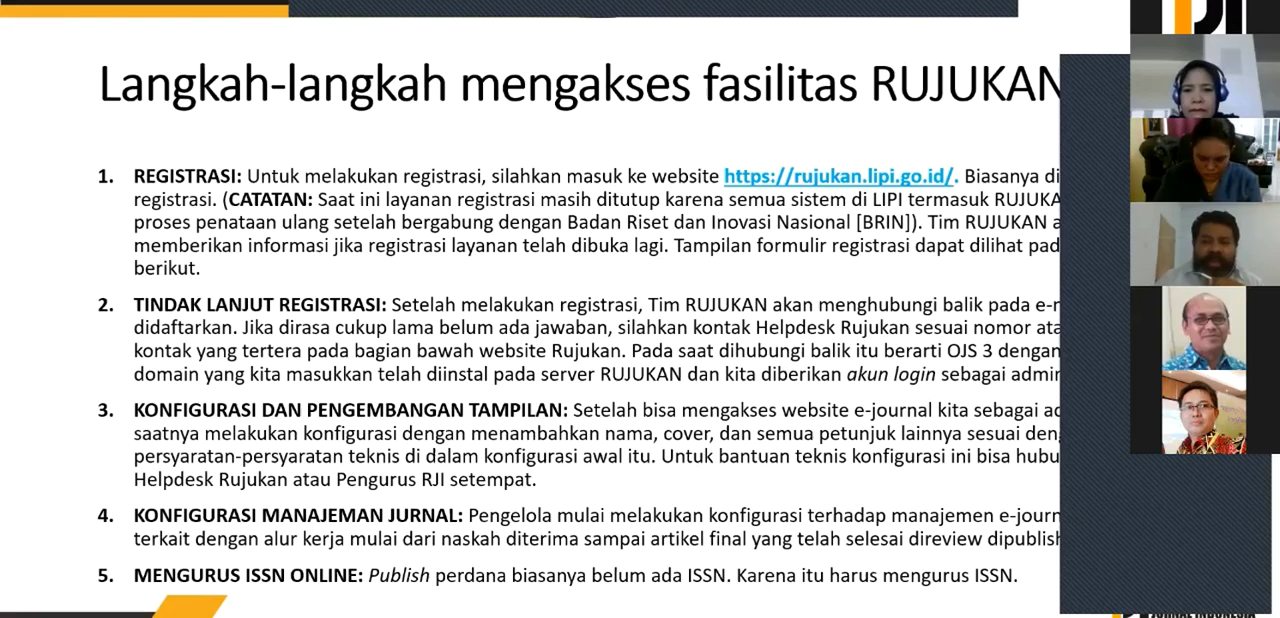 Langkah-langkah mengakses fasilitas RUJUKAN
1. REGISTRASI: Untuk melakukan registrasi, silahkan masuk ke website https://rujukan.lipi.go.id/. Biasanya
registrasi. (CATATAN: Saat ini layanan registrasi masih ditutup karena semua sistem di LIPI termasuk
proses penataan ulang setelah bergabung dengan Badan Riset dan Inovasi Nasional [BRIN]). Tim RUJUKAN
memberikan informasi jika registrasi layanan telah dibuka lagi. Tampilan formulir registrasi dapat dilihat
berikut.
2. TINDAK LANJUT REGISTRASI: Setelah melakukan registrasi, Tim RUJUKAN akan menghubungi balik pada
didaftarkan. Jika dirasa cukup lama belum ada jawaban, silahkan kontak Helpdesk Rujukan sesuai nomor
kontak yang tertera pada bagian bawah website Rujukan. Pada saat dihubungi balik itu berarti OJS 3 dengan
domain yang kita masukkan telah diinstal pada server RUJUKAN dan kita diberikan akun login sebagai
3. KONFIGURASI DAN PENGEMBANGAN TAMPILAN: Setelah bisa mengakses website e-journal kita sebagai
saatnya melakukan konfigurasi dengan menambahkan nama, cover, dan semua petunjuk lainnya sesuai
persyaratan-persyaratan teknis di dalam konfigurasi awal itu. Untuk bantuan teknis konfigurasi ini bisa
Helpdesk Rujukan atau Pengurus RJI setempat.
4. KONFIGURASI MANAJEMAN JURNAL: Pengelola mulai melakukan konfigurasi terhadap manajemen
terkait dengan alur kerja mulai dari naskah diterima sampai artikel final yang telah selesai direview
5. MENGURUS ISSN ONLINE: Publish perdana biasanya belum ada ISSN. Karena itu harus mengurus ISSN.